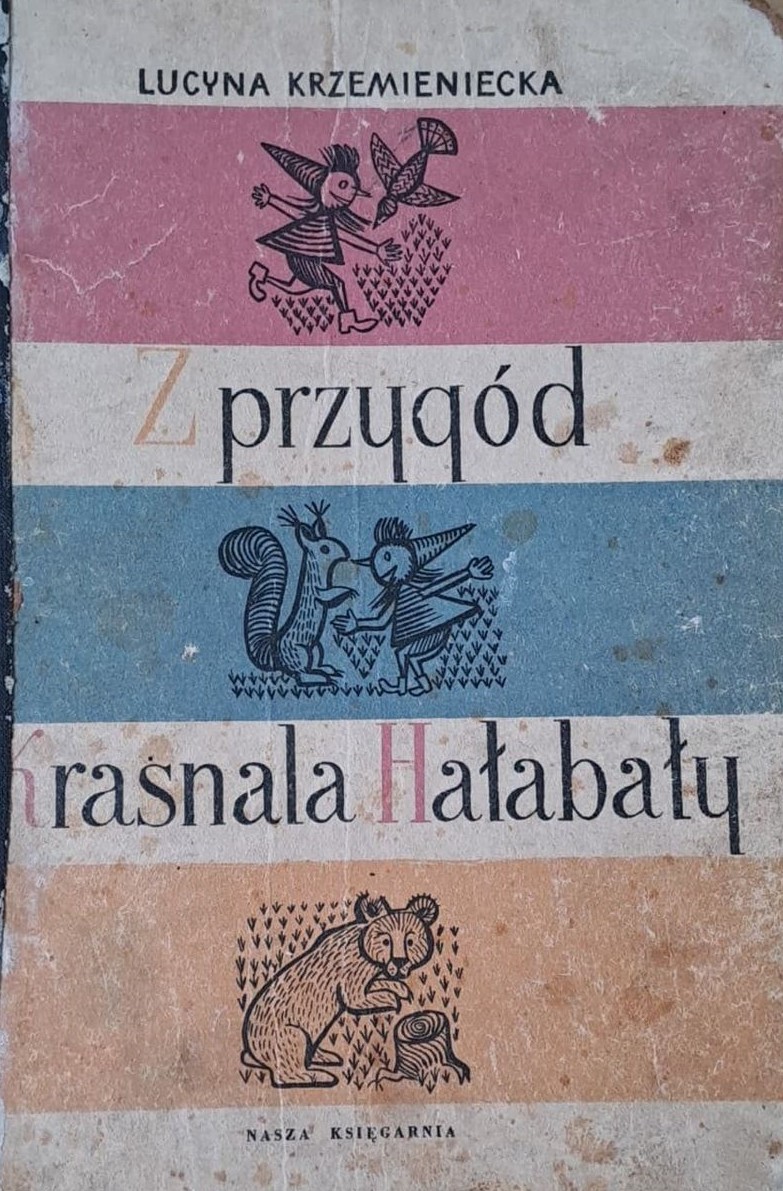 LUCYNA KRZEMIENIECKA
Z przygód
Krasnala Hałabały
NASZA KSIĘGARNIA